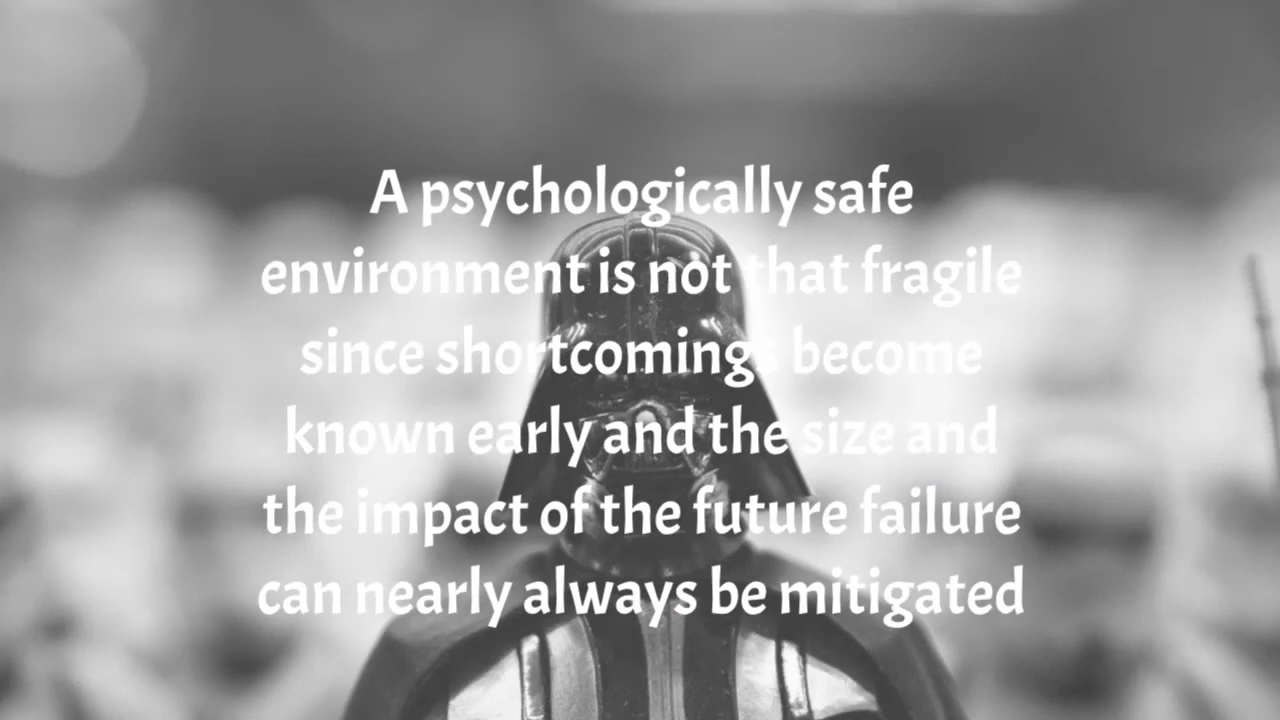 A psychologically safe
environment is not that fragile
since shortcomings become
known early and the size and
the impact of the future failure
can nearly always be mitigated